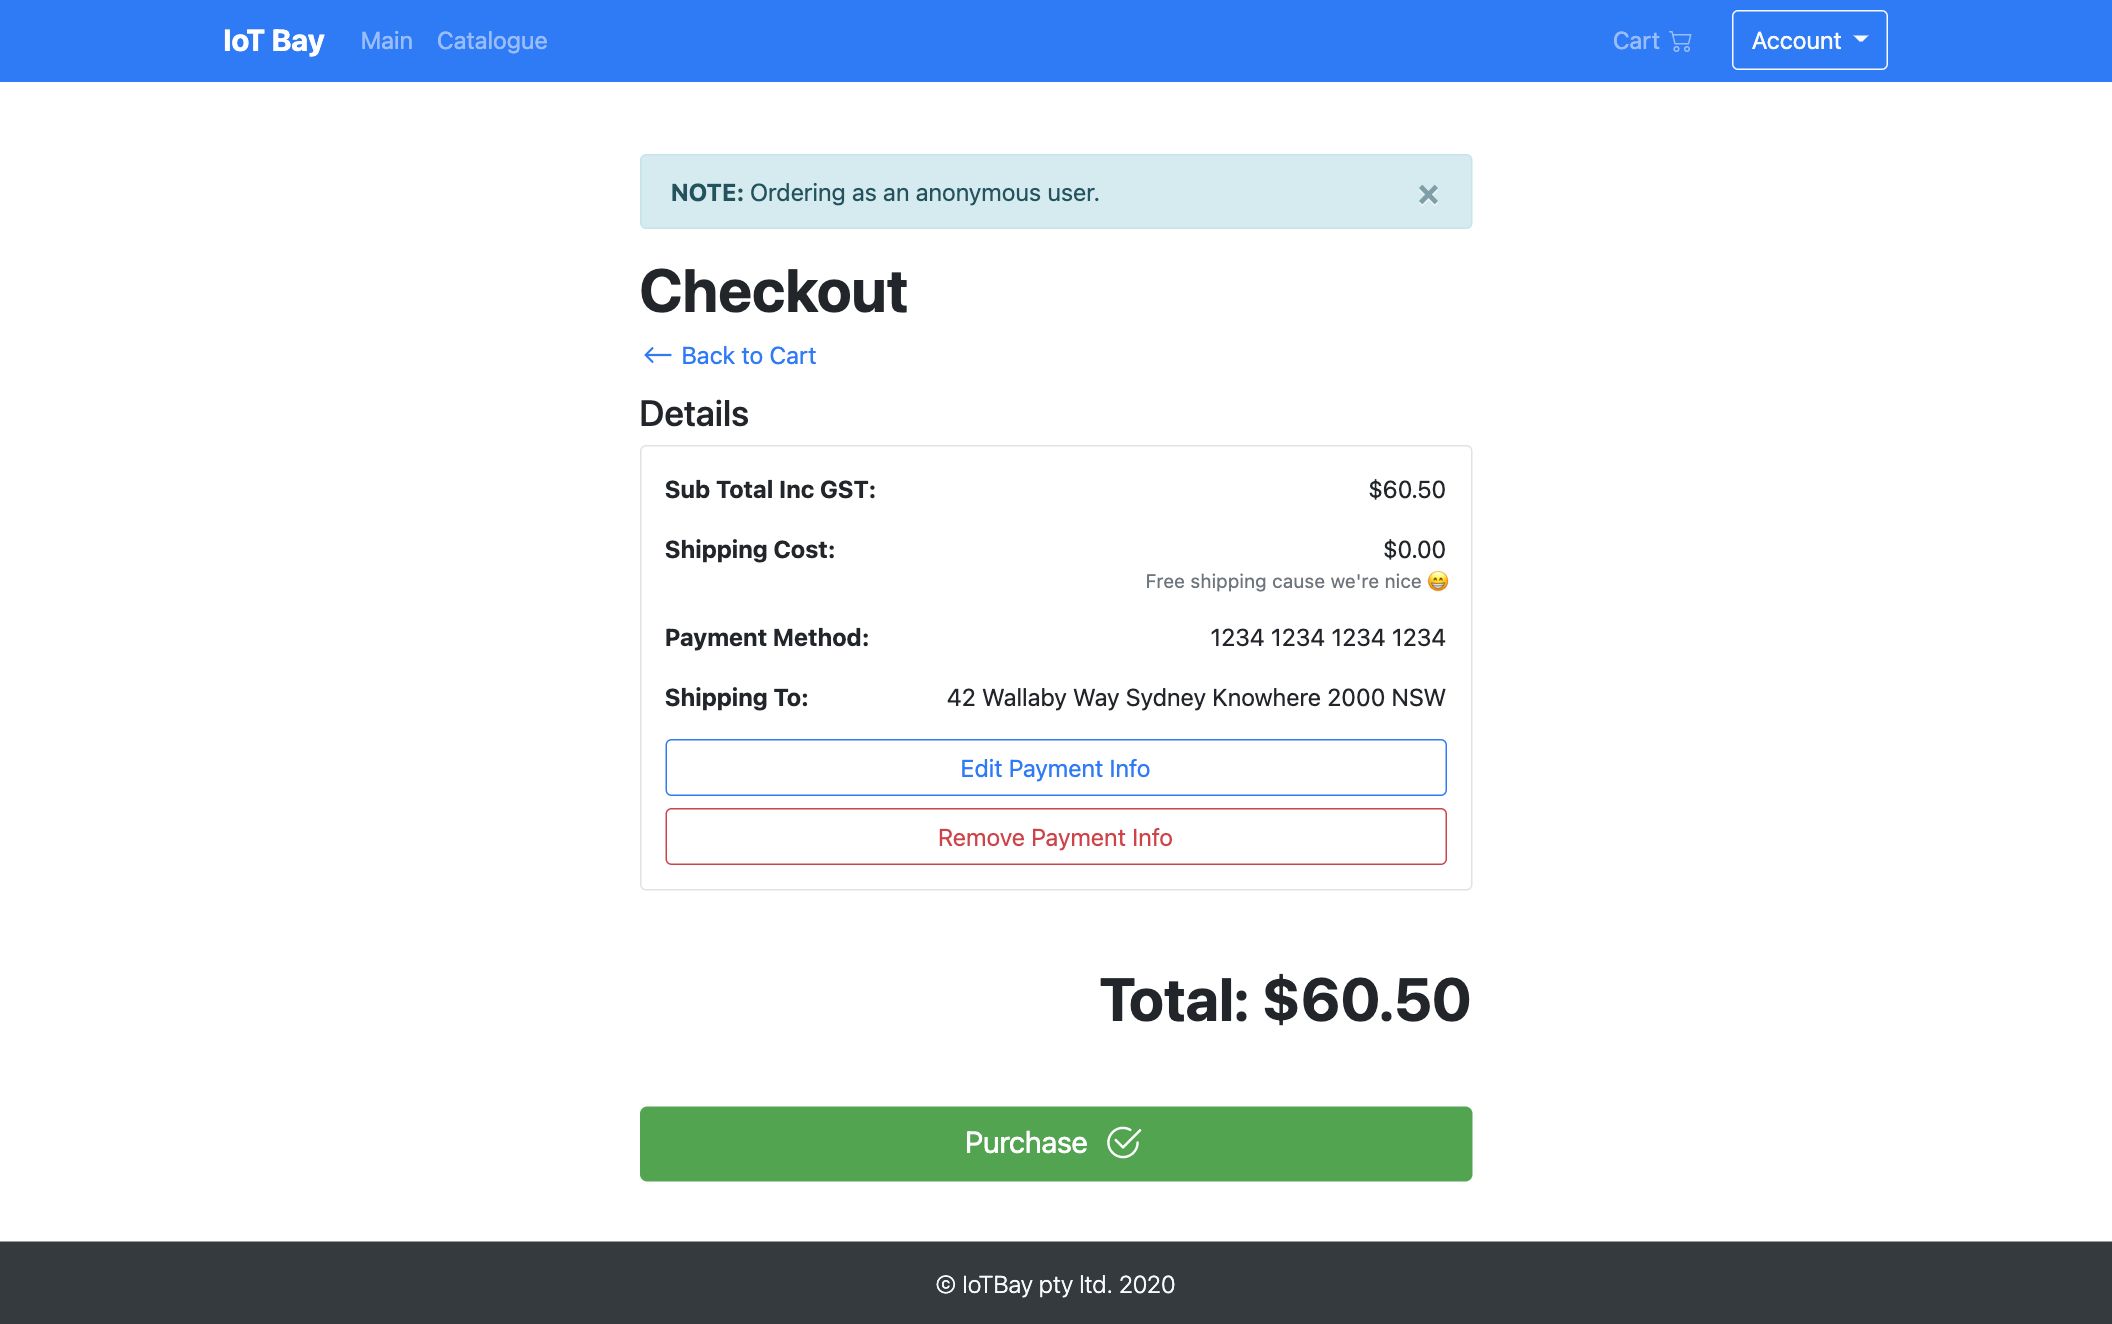 IoT Bay Main Catalogue Cart Account
NOTE: Ordering as an anonymous user. ×
Checkout
← Back to Cart
Details
Sub Total Inc GST: $60.50
Shipping Cost: $0.00
Free shipping cause we're nice 😁
Payment Method: 1234 1234 1234 1234
Shipping To: 42 Wallaby Way Sydney Knowhere 2000 NSW
Edit Payment Info
Remove Payment Info
Total: $60.50
Purchase
© IoTBay pty ltd. 2020